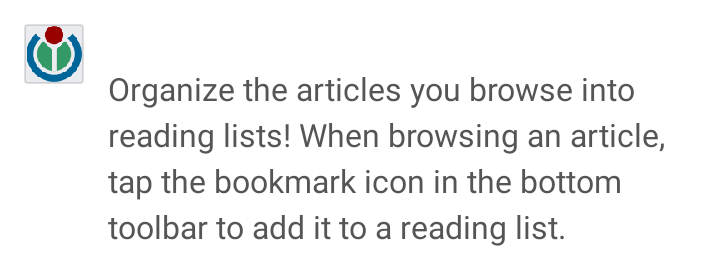 Organize the articles you browse into
reading lists! When browsing an article,
tap the bookmark icon in the bottom
toolbar to add it to a reading list.